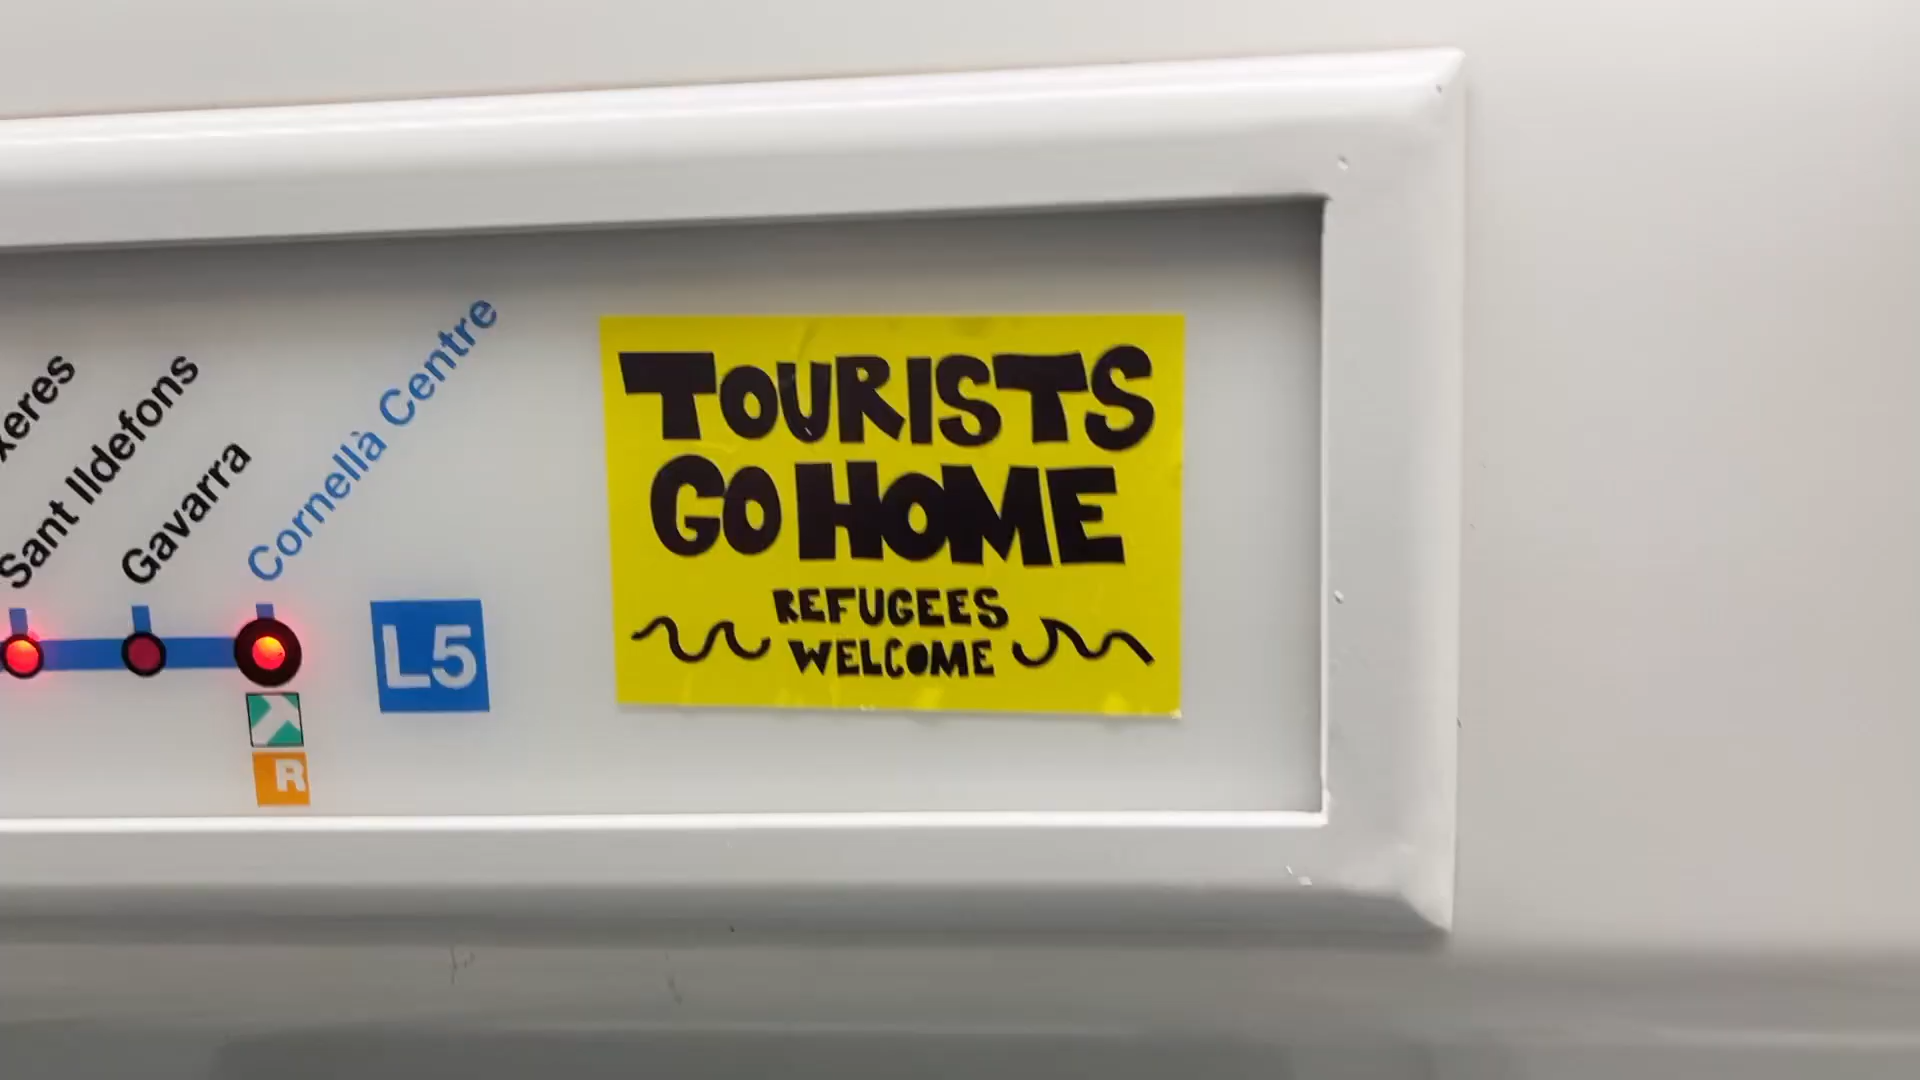 xeres
Sant Ildefons
Gavarra
Cornellà Centre
L5
R
TOURISTS
GO HOME
REFUGEES
WELCOME